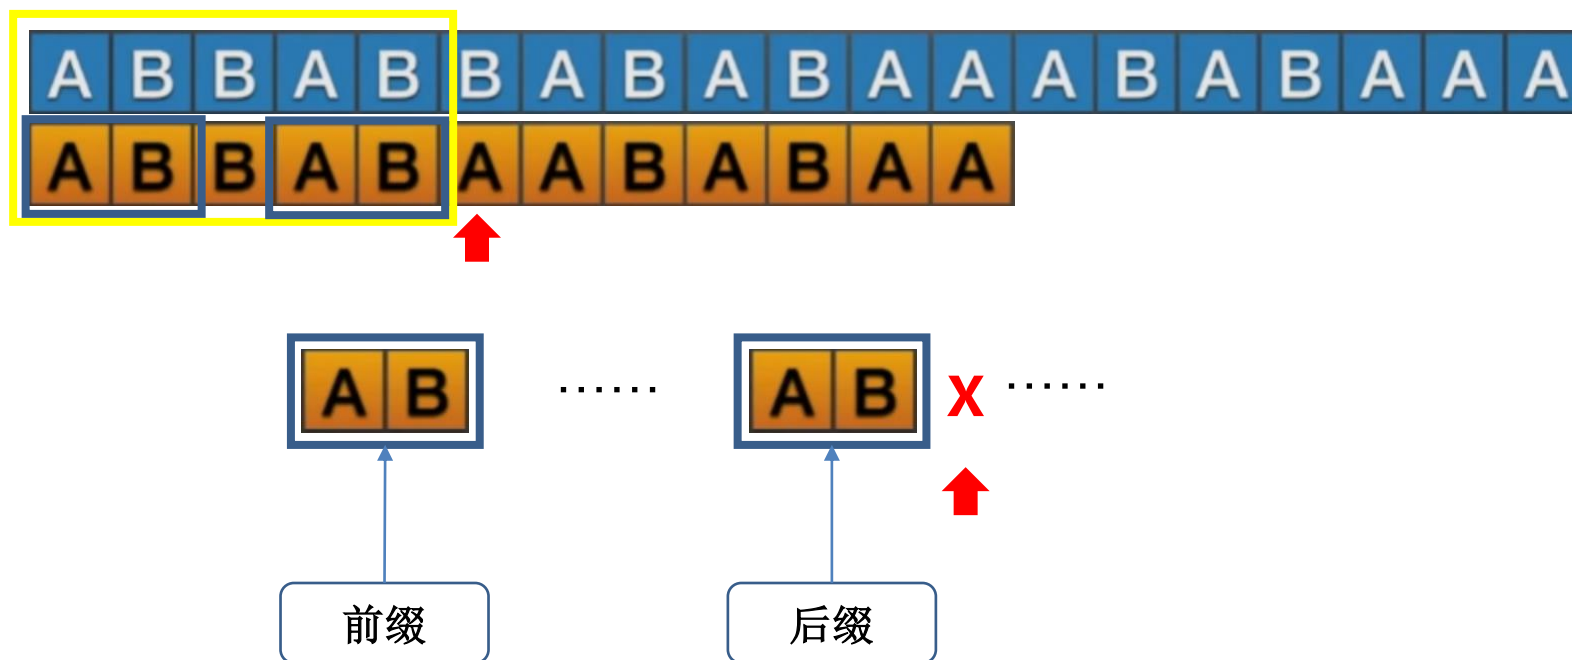 A B B A B B A B A B A A A B A B A A A
A B B A B A A B A B A A
A B ...... A B X ......
前缀 后缀